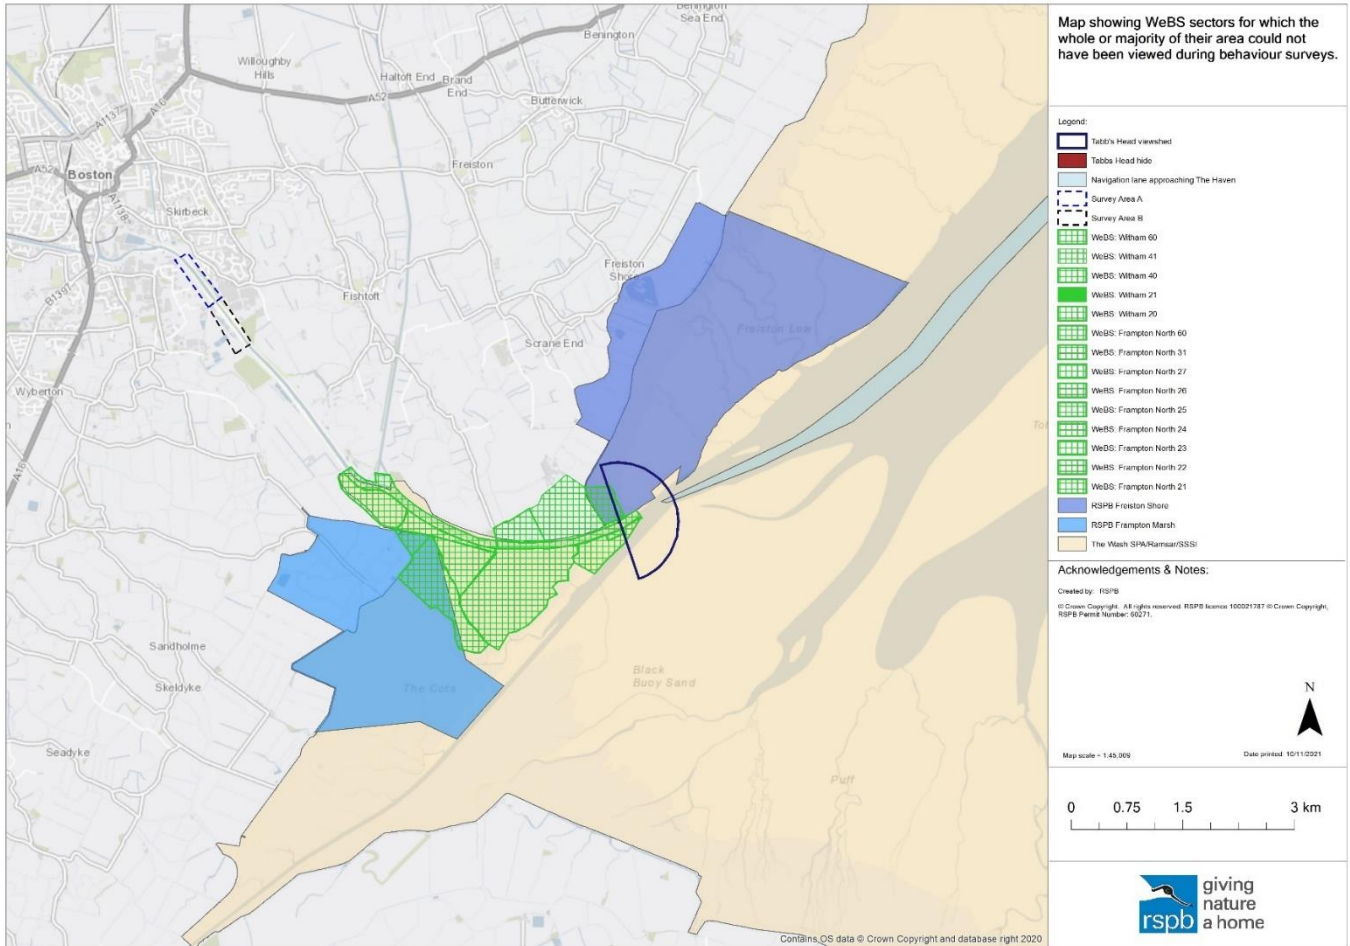 Map showing WeBS sectors for which the
whole or majority of their area could not
have been viewed during behaviour surveys.
Legend:
Tabb's Head viewshed
Tabbs Head hide
Navigation lane approaching The Haven
Survey Area A
Survey Area B
WeBS: Witham 60
WeBS: Witham 41
WeBS: Witham 40
WeBS: Witham 21
WeBS: Witham 20
WeBS: Frampton North 60
WeBS: Frampton North 31
WeBS: Frampton North 27
WeBS: Frampton North 26
WeBS: Frampton North 25
WeBS: Frampton North 24
WeBS: Frampton North 23
WeBS: Frampton North 22
WeBS: Frampton North 21
RSPB Freiston Shore
RSPB Frampton Marsh
The Wash SPA/Ramsar/SSSI
Acknowledgements & Notes:
Created by: RSPB
© Crown Copyright. All rights reserved. RSPB licence 100021787 © Crown Copyright,
RSPB Permit Number: 60271.
N
Map scale = 1:45,009
Date printed: 10/11/2021
0 0.75 1.5 3 km
rspb
giving
nature
a home
Benington
Sea End
Benington
Willoughby
Hills
Haltoft End
Brand
End
A52
Butterwick
A16
A1137
A52
Boston
Freiston
Skirbeck
A1138
Freiston
Shore
Fishtoft
B1397
Freiston Low
Scrane End
Wyberton
A16
Sandholme
Skeldyke
The Cuts
Black
Buoy Sand
Seadyke
Puff
Contains OS data © Crown Copyright and database right 2020